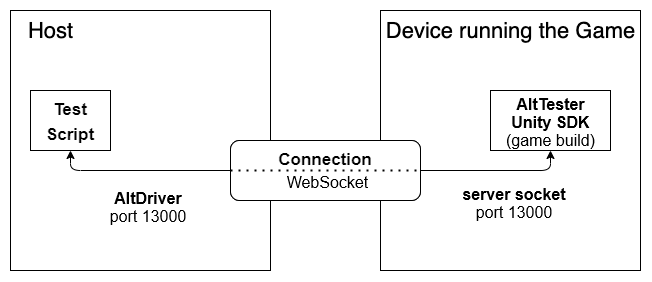 Host
Device running the Game
Test
Script
AltTester
Unity SDK
(game build)
Connection
WebSocket
AltDriver
port 13000
server socket
port 13000